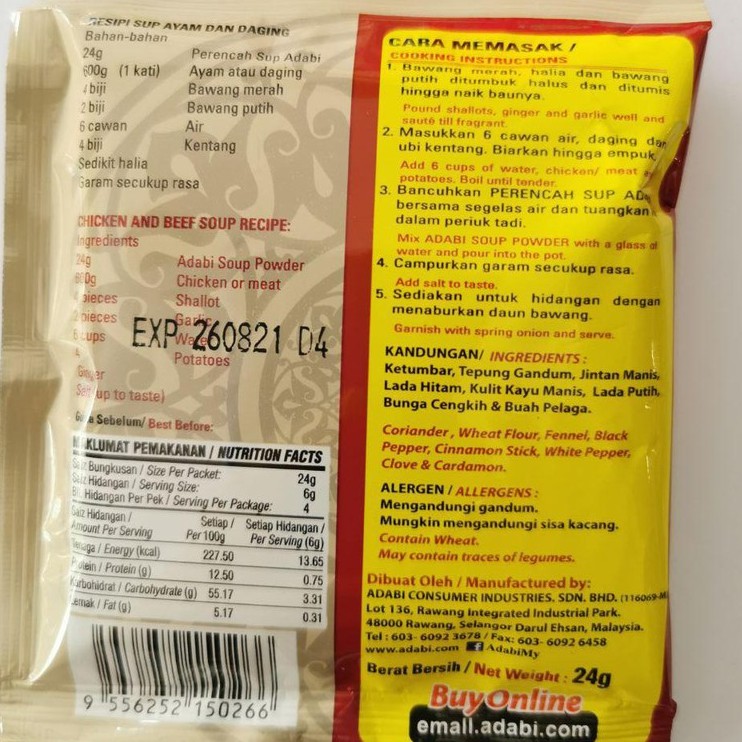 RESIPI SUP AYAM DAN DAGING
Bahan-bahan
24g Perencah Sup Adabi
600g (1 kati) Ayam atau daging
4 biji Bawang merah
2 biji Bawang putih
6 cawan Air
4 biji Kentang
Sedikit halia
Garam secukup rasa
CHICKEN AND BEEF SOUP RECIPE:
Ingredients
24g Adabi Soup Powder
600g Chicken or meat
4 pieces Shallot
2 pieces Garlic
6 cups Water
4 Potatoes
Ginger
Salt (up to taste)
EXP 260821 D4
Guna Sebelum/ Best Before:
MAKLUMAT PEMAKANAN / NUTRITION FACTS
Saiz Bungkusan / Size Per Packet: 24g
Saiz Hidangan / Serving Size: 6g
Bil. Hidangan Per Pek / Serving Per Package: 4
Saiz Hidangan / Setiap / Setiap Hidangan /
Amount Per Serving Per 100g Per Serving (6g)
Tenaga / Energy (kcal) 227.50 13.65
Protein / Protein (g) 12.50 0.75
Karbohidrat / Carbohydrate (g) 55.17 3.31
Lemak / Fat (g) 5.17 0.31
9 556252 150266
CARA MEMASAK /
COOKING INSTRUCTIONS
1. Bawang merah, halia dan bawang
putih ditumbuk halus dan ditumis
hingga naik baunya.
Pound shallots, ginger and garlic well and
sauté till fragrant.
2. Masukkan 6 cawan air, daging dan
ubi kentang. Biarkan hingga empuk.
Add 6 cups of water, chicken/ meat
potatoes. Boil until tender.
3. Bancuhkan PERENCAH SUP
bersama segelas air dan tuangkan
dalam periuk tadi.
Mix ADABI SOUP POWDER with a glass of
water and pour into the pot.
4. Campurkan garam secukup rasa.
Add salt to taste.
5. Sediakan untuk hidangan dengan
menaburkan daun bawang.
Garnish with spring onion and serve.
KANDUNGAN/ INGREDIENTS :
Ketumbar, Tepung Gandum, Jintan Manis,
Lada Hitam, Kulit Kayu Manis, Lada Putih,
Bunga Cengkih & Buah Pelaga.
Coriander, Wheat Flour, Fennel, Black
Pepper, Cinnamon Stick, White Pepper,
Clove & Cardamon.
ALERGEN / ALLERGENS :
Mengandungi gandum.
Mungkin mengandungi sisa kacang.
Contain Wheat.
May contain traces of legumes.
Dibuat Oleh / Manufactured by:
ADABI CONSUMER INDUSTRIES. SDN. BHD. (116069-M)
Lot 136, Rawang Integrated Industrial Park.
48000 Rawang, Selangor Darul Ehsan, Malaysia.
Tel : 603- 6092 3678 / Fax: 603- 6092 6458
www.adabi.com f AdabiMy
Berat Bersih / Net Weight : 24g
BuyOnline
emall.adabi.com